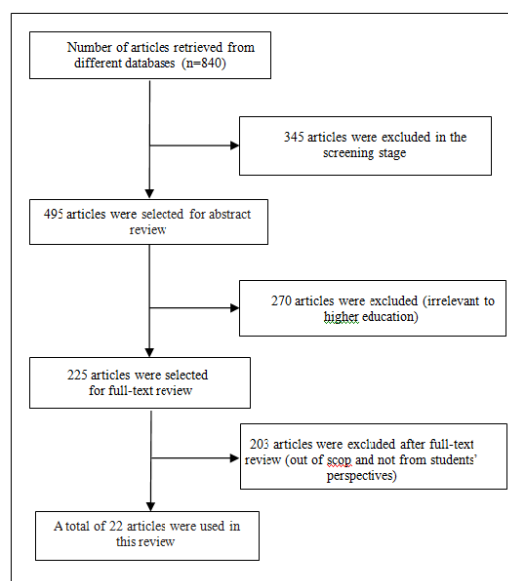 Number of articles retrieved from
different databases (n=840)
345 articles were excluded in the
screening stage
495 articles were selected for abstract
review
270 articles were excluded (irrelevant to
higher education)
225 articles were selected
for full-text review
203 articles were excluded after full-text
review (out of scop and not from students'
perspectives)
A total of 22 articles were used in
this review